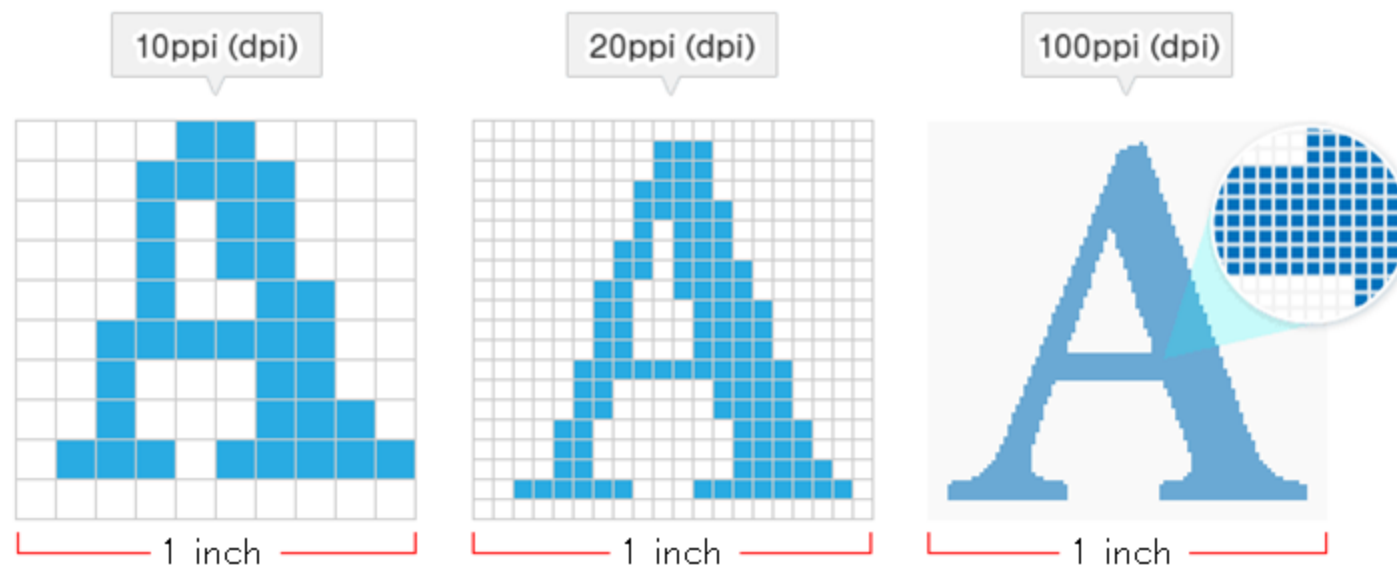 10ppi (dpi)
20ppi (dpi)
100ppi (dpi)
A
A
A
1 inch
1 inch
1 inch